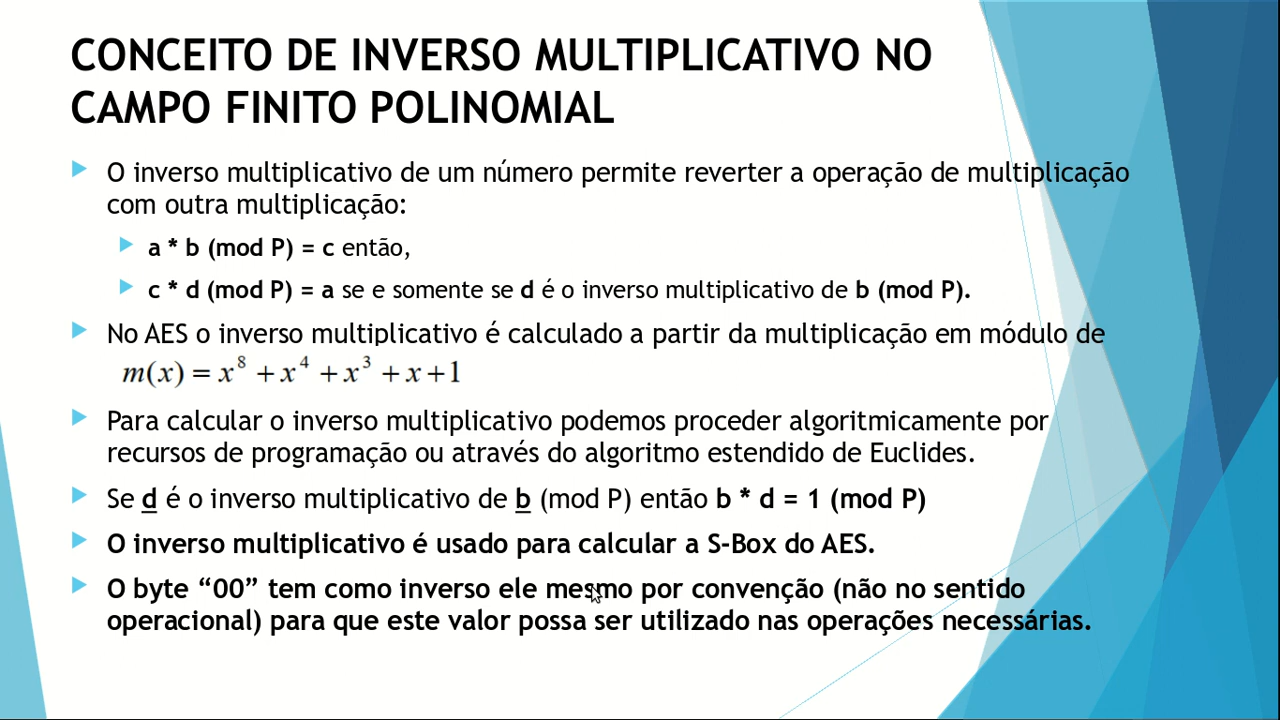 CONCEITO DE INVERSO MULTIPLICATIVO NO
CAMPO FINITO POLINOMIAL
O inverso multiplicativo de um número permite reverter a operação de multiplicação
com outra multiplicação:
a * b (mod P) = c então,
c * d (mod P) = a se e somente se d é o inverso multiplicativo de b (mod P).
No AES o inverso multiplicativo é calculado a partir da multiplicação em módulo de
m(x) = x⁸ + x⁴ + x³ + x + 1
Para calcular o inverso multiplicativo podemos proceder algoritmicamente por
recursos de programação ou através do algoritmo estendido de Euclides.
Se d é o inverso multiplicativo de b (mod P) então b * d = 1 (mod P)
O inverso multiplicativo é usado para calcular a S-Box do AES.
O byte “00” tem como inverso ele mesmo por convenção (não no sentido
operacional) para que este valor possa ser utilizado nas operações necessárias.